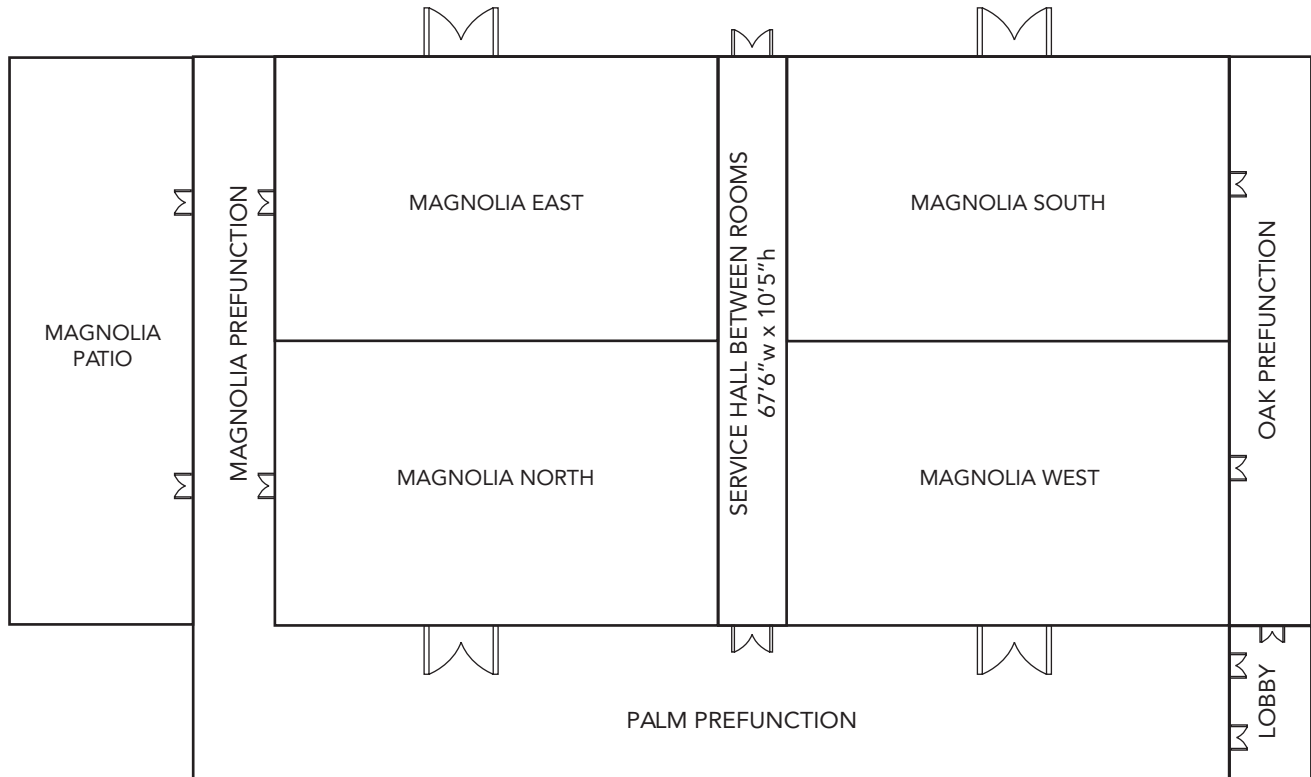 MAGNOLIA
PATIO
MAGNOLIA PREFUNCTION
MAGNOLIA EAST
MAGNOLIA NORTH
SERVICE HALL BETWEEN ROOMS
67'6"w x 10'5"h
MAGNOLIA SOUTH
MAGNOLIA WEST
OAK PREFUNCTION
PALM PREFUNCTION
LOBBY